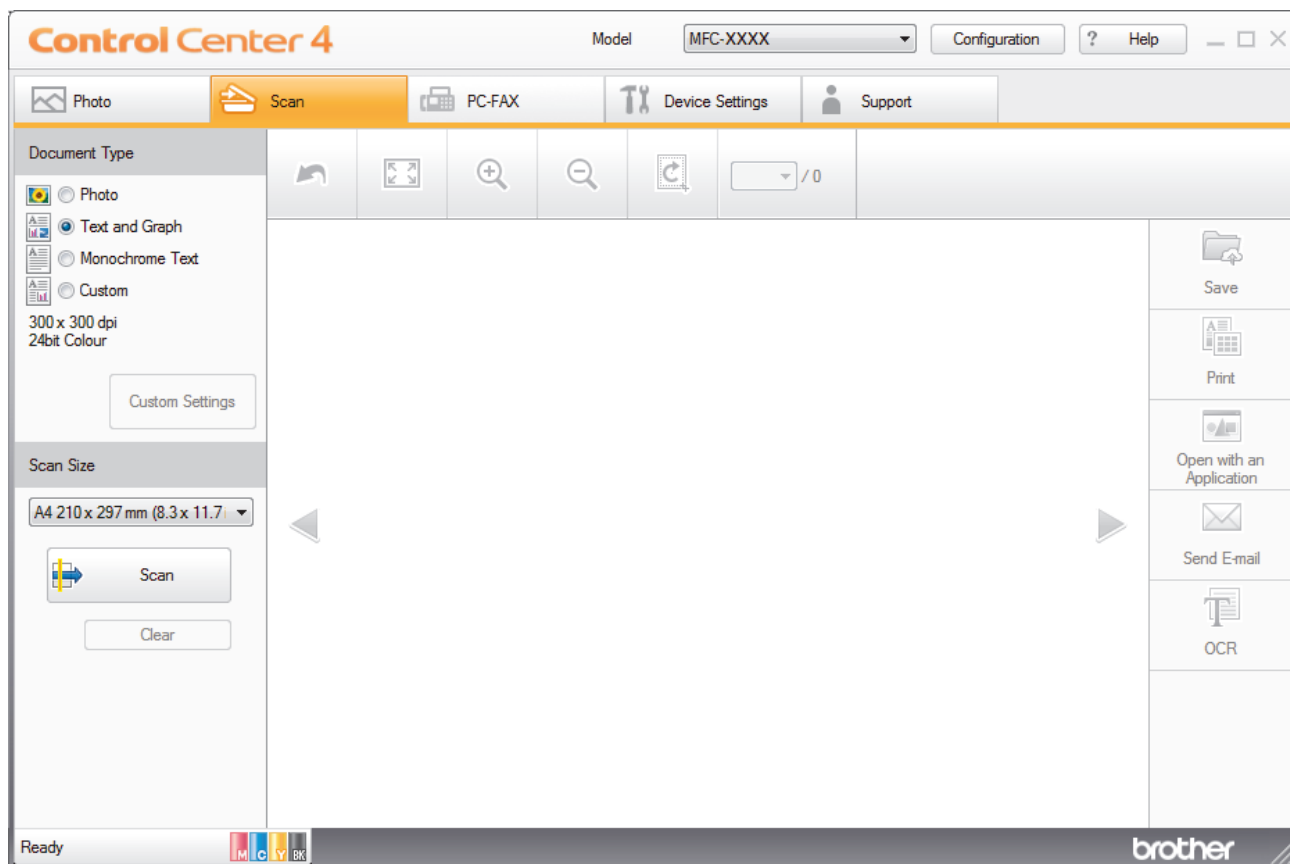 Control Center 4
Model
MFC-XXXX
Configuration
?
Help
Photo
Scan
PC-FAX
Device Settings
Support
Document Type
Photo
Text and Graph
Monochrome Text
Custom
300 x 300 dpi
24bit Colour
Custom Settings
/ 0
Scan Size
A4 210 x 297 mm (8.3 x 11.7
Scan
Clear
Save
Print
Open with an
Application
Send E-mail
OCR
Ready
M C Y BK
brother